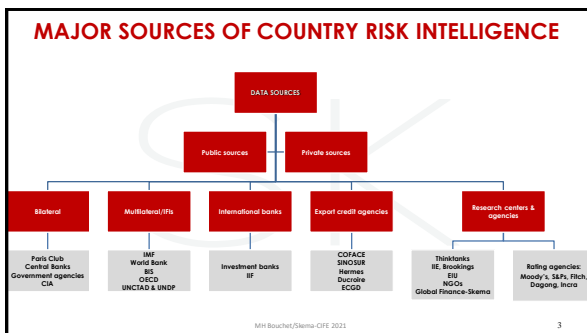 MAJOR SOURCES OF COUNTRY RISK INTELLIGENCE
DATA SOURCES
Public sources
Private sources
Bilateral
Multilateral/IFIs
International banks
Export credit agencies
Research centers &
agencies
Paris Club
Central Banks
Government agencies
CIA
IMF
World Bank
BIS
OECD
UNCTAD & UNDP
Investment banks
IIF
COFACE
SINOSUR
Hermes
Ducroire
ECGD
Thinktanks
IIE, Brookings
EIU
NGOs
Global Finance-Skema
Rating agencies:
Moody's, S&Ps, Fitch,
Dagong, Incra
MH Bouchet/Skema-CIFE 2021
3